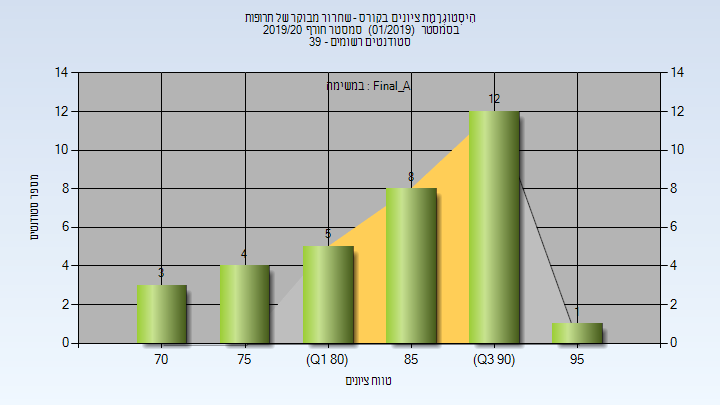 היסטוגרמת ציונים בקורס - שחרור מבוקר של תרופות
בסמסטר (01/2019) סמסטר חורף 2019/20
סטודנטים רשומים - 39
במשימה : Final_A
14 14
12 12
10 10
8 8
6 6
4 4
2 2
0 0
3 4 5 8 12 1
70 75 (Q1 80) 85 (Q3 90) 95
מספר סטודנטים
טווח ציונים